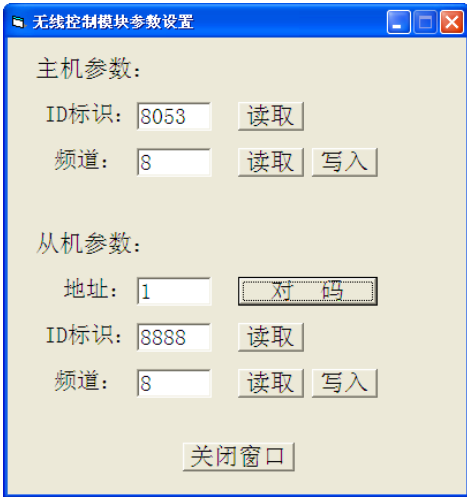 无线控制模块参数设置
主机参数：
ID标识： 8053 读取
频道： 8 读取 写入
从机参数：
地址： 1 对 码
ID标识： 8888 读取
频道： 8 读取 写入
关闭窗口